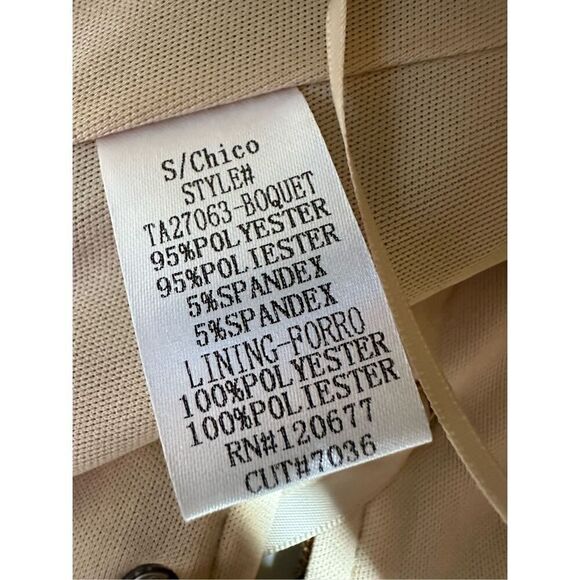 S/Chico
STYLE#
TA27063-BOQUET
95%POLYESTER
95%POLIESTER
5%SPANDEX
5%SPANDEX
LINING-FORRO
100%POLYESTER
100%POLIESTER
RN#120677
CUT#7036